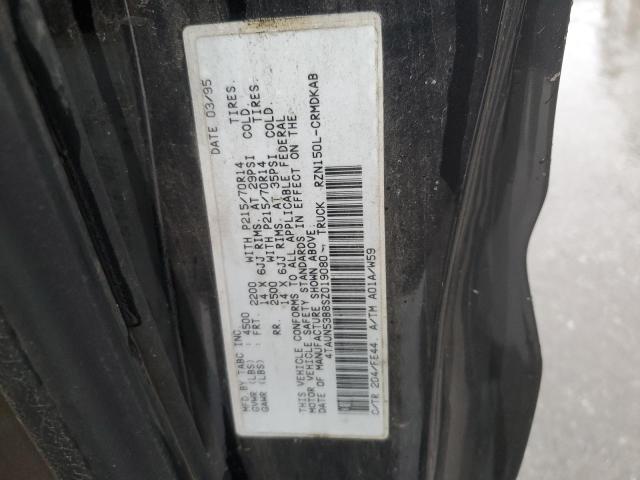 MFD. BY TABC INC. DATE 03/95
GVWR (LBS) : 4500
GAWR (LBS) : FRT. 2200 WITH P215/70R14 TIRES.
14 X 6JJ RIMS. AT 29PSI COLD.
RR. 2500 WITH P215/70R14 TIRES.
14 X 6JJ RIMS. AT 35PSI COLD.
THIS VEHICLE CONFORMS TO ALL APPLICABLE FEDERAL
MOTOR VEHICLE SAFETY STANDARDS IN EFFECT ON THE
DATE OF MANUFACTURE SHOWN ABOVE.
4TAUN53B8SZ019080 TRUCK RZN150L-CRMDKAB
C/TR 204/FE44 A/TM A01A/W59